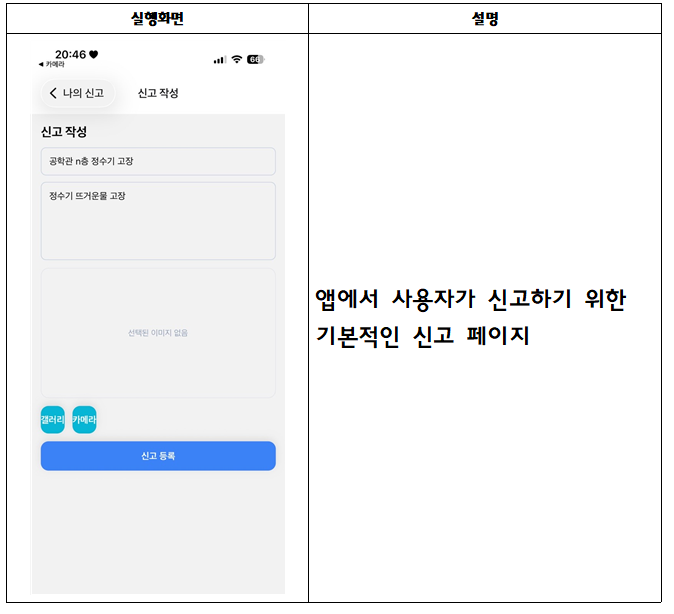 실행화면
설명
20:46
◀ 카메라
66
나의 신고
신고 작성
신고 작성
공학관 n층 정수기 고장
정수기 뜨거운물 고장
선택된 이미지 없음
갤러리
카메라
신고 등록
앱에서 사용자가 신고하기 위한
기본적인 신고 페이지